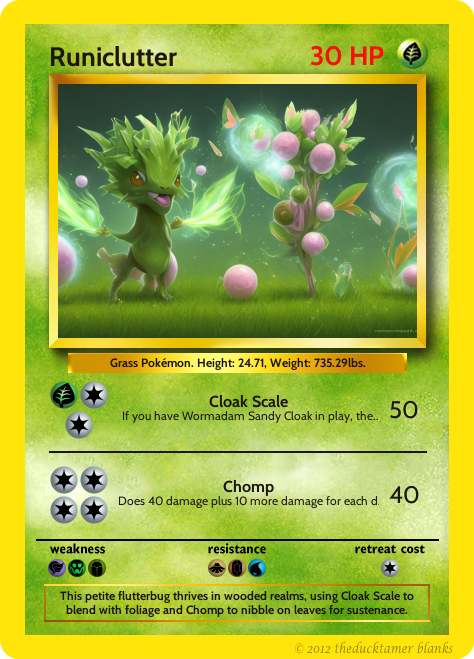 Runiclutter 30 HP
Grass Pokémon. Height: 24.71, Weight: 735.29lbs.
Cloak Scale
If you have Wormadam Sandy Cloak in play, the..
50
Chomp
Does 40 damage plus 10 more damage for each d
40
weakness resistance retreat cost
This petite flutterbug thrives in wooded realms, using Cloak Scale to
blend with foliage and Chomp to nibble on leaves for sustenance.
© 2012 theducktamer blanks